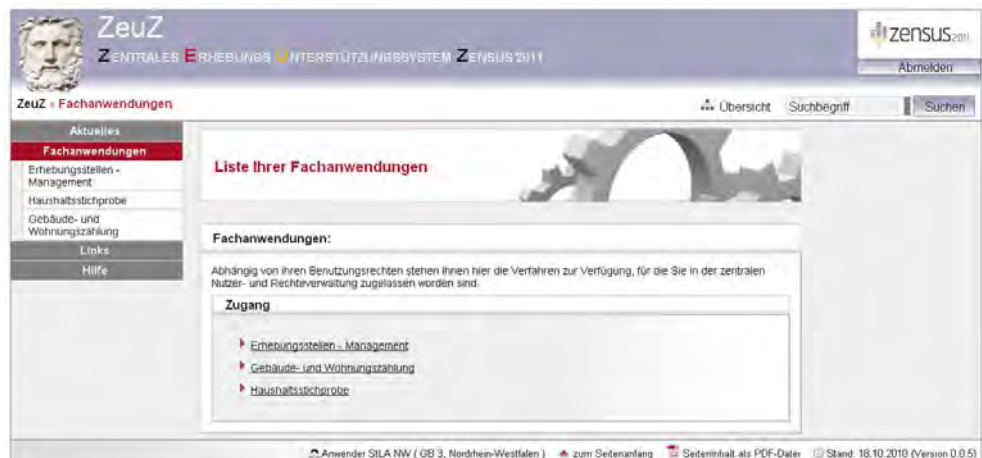 ZeuZ
ZENTRALES ERHEBUNGS UNTERSTÜTZUNGSSYSTEM ZENSUS 2011
zensus2011
Abmelden
ZeuZ » Fachanwendungen
Übersicht Suchbegriff Suchen
Aktuelles
Fachanwendungen
Erhebungsstellen -
Management
Haushaltsstichprobe
Gebäude- und
Wohnungszählung
Links
Hilfe
Liste Ihrer Fachanwendungen
Fachanwendungen:
Abhängig von Ihren Benutzungsrechten stehen Ihnen hier die Verfahren zur Verfügung, für die Sie in der zentralen
Nutzer- und Rechteverwaltung zugelassen worden sind.
Zugang
Erhebungsstellen - Management
Gebäude- und Wohnungszählung
Haushaltsstichprobe
Anwender StLA NW ( GB 3, Nordrhein-Westfalen ) zum Seitenanfang Seiteninhalt als PDF-Datei Stand: 18.10.2010 (Version 0.0.5)